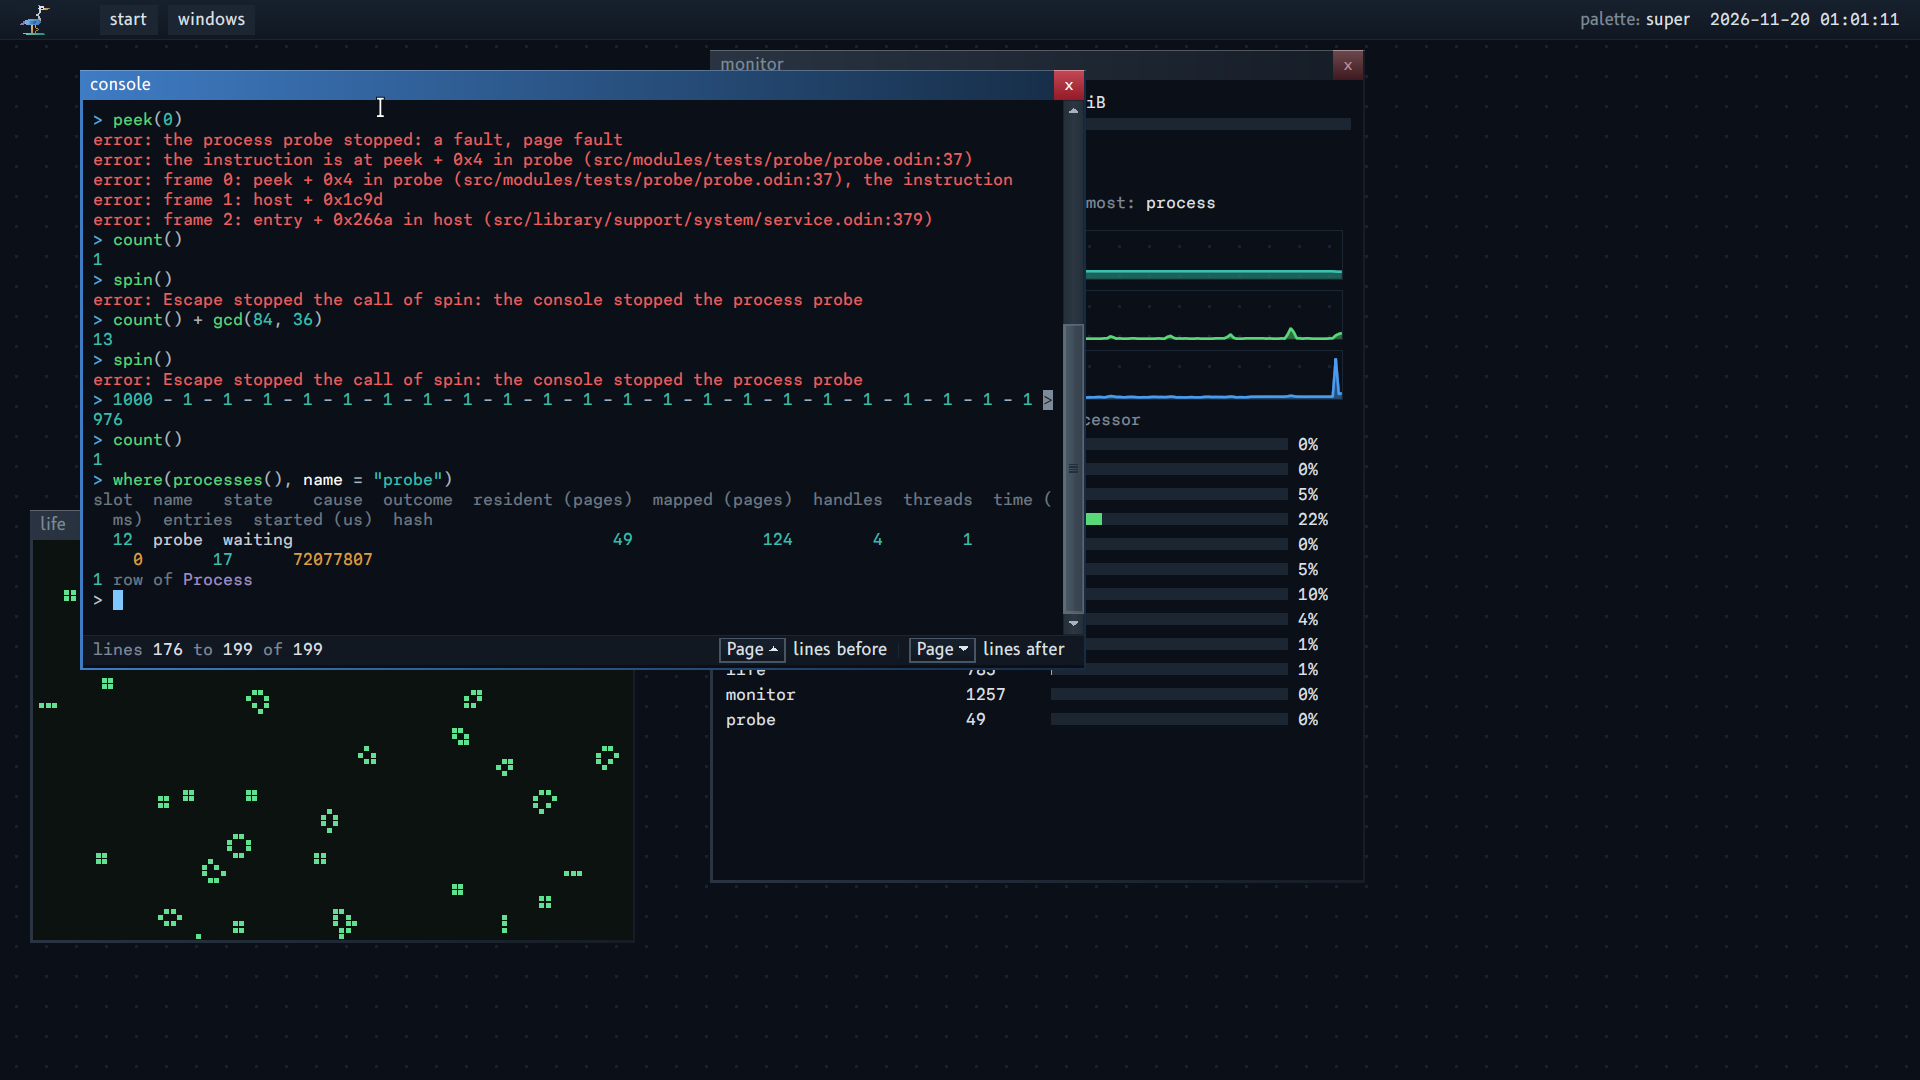 start windows palette: super 2026-11-20 01:01:11
monitor x
console x
> peek(0)
error: the process probe stopped: a fault, page fault
error: the instruction is at peek + 0x4 in probe (src/modules/tests/probe/probe.odin:37)
error: frame 0: peek + 0x4 in probe (src/modules/tests/probe/probe.odin:37), the instruction
error: frame 1: host + 0x1c9d
error: frame 2: entry + 0x266a in host (src/library/support/system/service.odin:379)
> count()
1
> spin()
error: Escape stopped the call of spin: the console stopped the process probe
> count() + gcd(84, 36)
13
> spin()
error: Escape stopped the call of spin: the console stopped the process probe
> 1000 - 1 - 1 - 1 - 1 - 1 - 1 - 1 - 1 - 1 - 1 - 1 - 1 - 1 - 1 - 1 - 1 - 1 - 1 - 1 - 1 - 1 - 1 >
976
> count()
1
> where(processes(), name = "probe")
slot name state cause outcome resident (pages) mapped (pages) handles threads time (
ms) entries started (us) hash
12 probe waiting 49 124 4 1
0 17 72077807
1 row of Process
>
lines 176 to 199 of 199 Page lines before Page lines after
iB
most: process
cessor
0%
0%
5%
22%
0%
5%
10%
4%
1%
life 785 1%
monitor 1257 0%
probe 49 0%
life